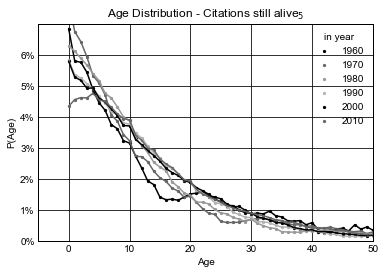 Age Distribution - Citations still alive5
in year
1960
1970
1980
1990
2000
2010
P(Age)
6%
5%
4%
3%
2%
1%
0%
0 10 20 30 40 50
Age